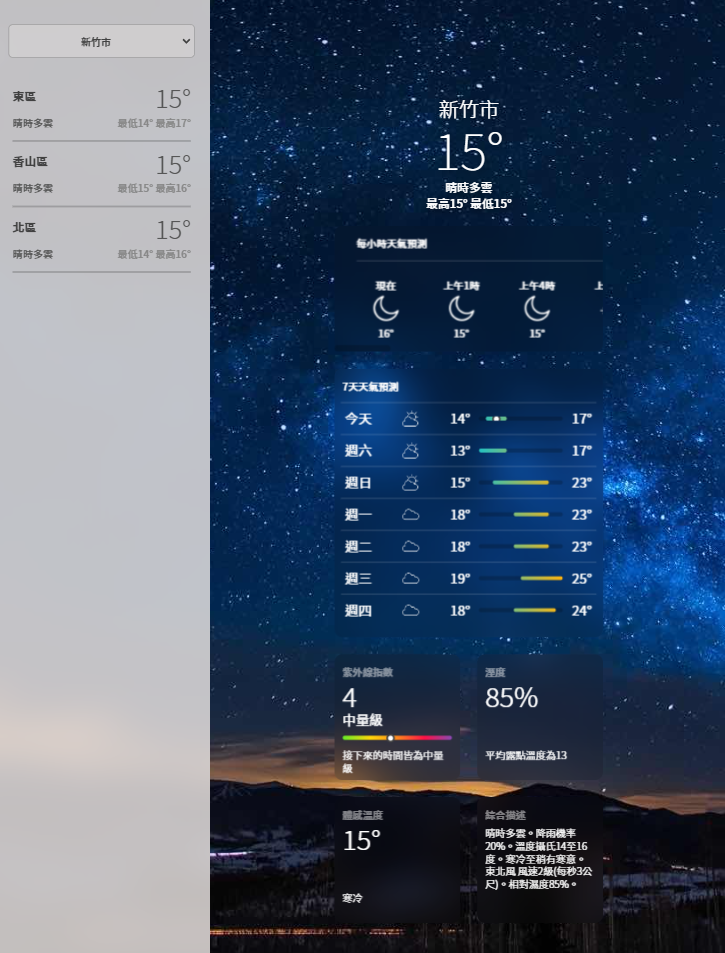 新竹市
東區
15°
晴時多雲
最低14° 最高17°
香山區
15°
晴時多雲
最低15° 最高16°
北區
15°
晴時多雲
最低14° 最高16°
新竹市
15°
晴時多雲
最高15° 最低15°
每小時天氣預測
現在
上午1時
上午4時
16°
15°
15°
7天天氣預測
今天 14° 17°
週六 13° 17°
週日 15° 23°
週一 18° 23°
週二 18° 23°
週三 19° 25°
週四 18° 24°
紫外線指數
4
中量級
接下來的時間皆為中量
級
溼度
85%
平均露點溫度為13
體感溫度
15°
寒冷
綜合描述
晴時多雲。降雨機率
20%。溫度攝氏14至16
度。寒冷至稍有寒意。
東北風 風速2級(每秒3公
尺)。相對濕度85%。